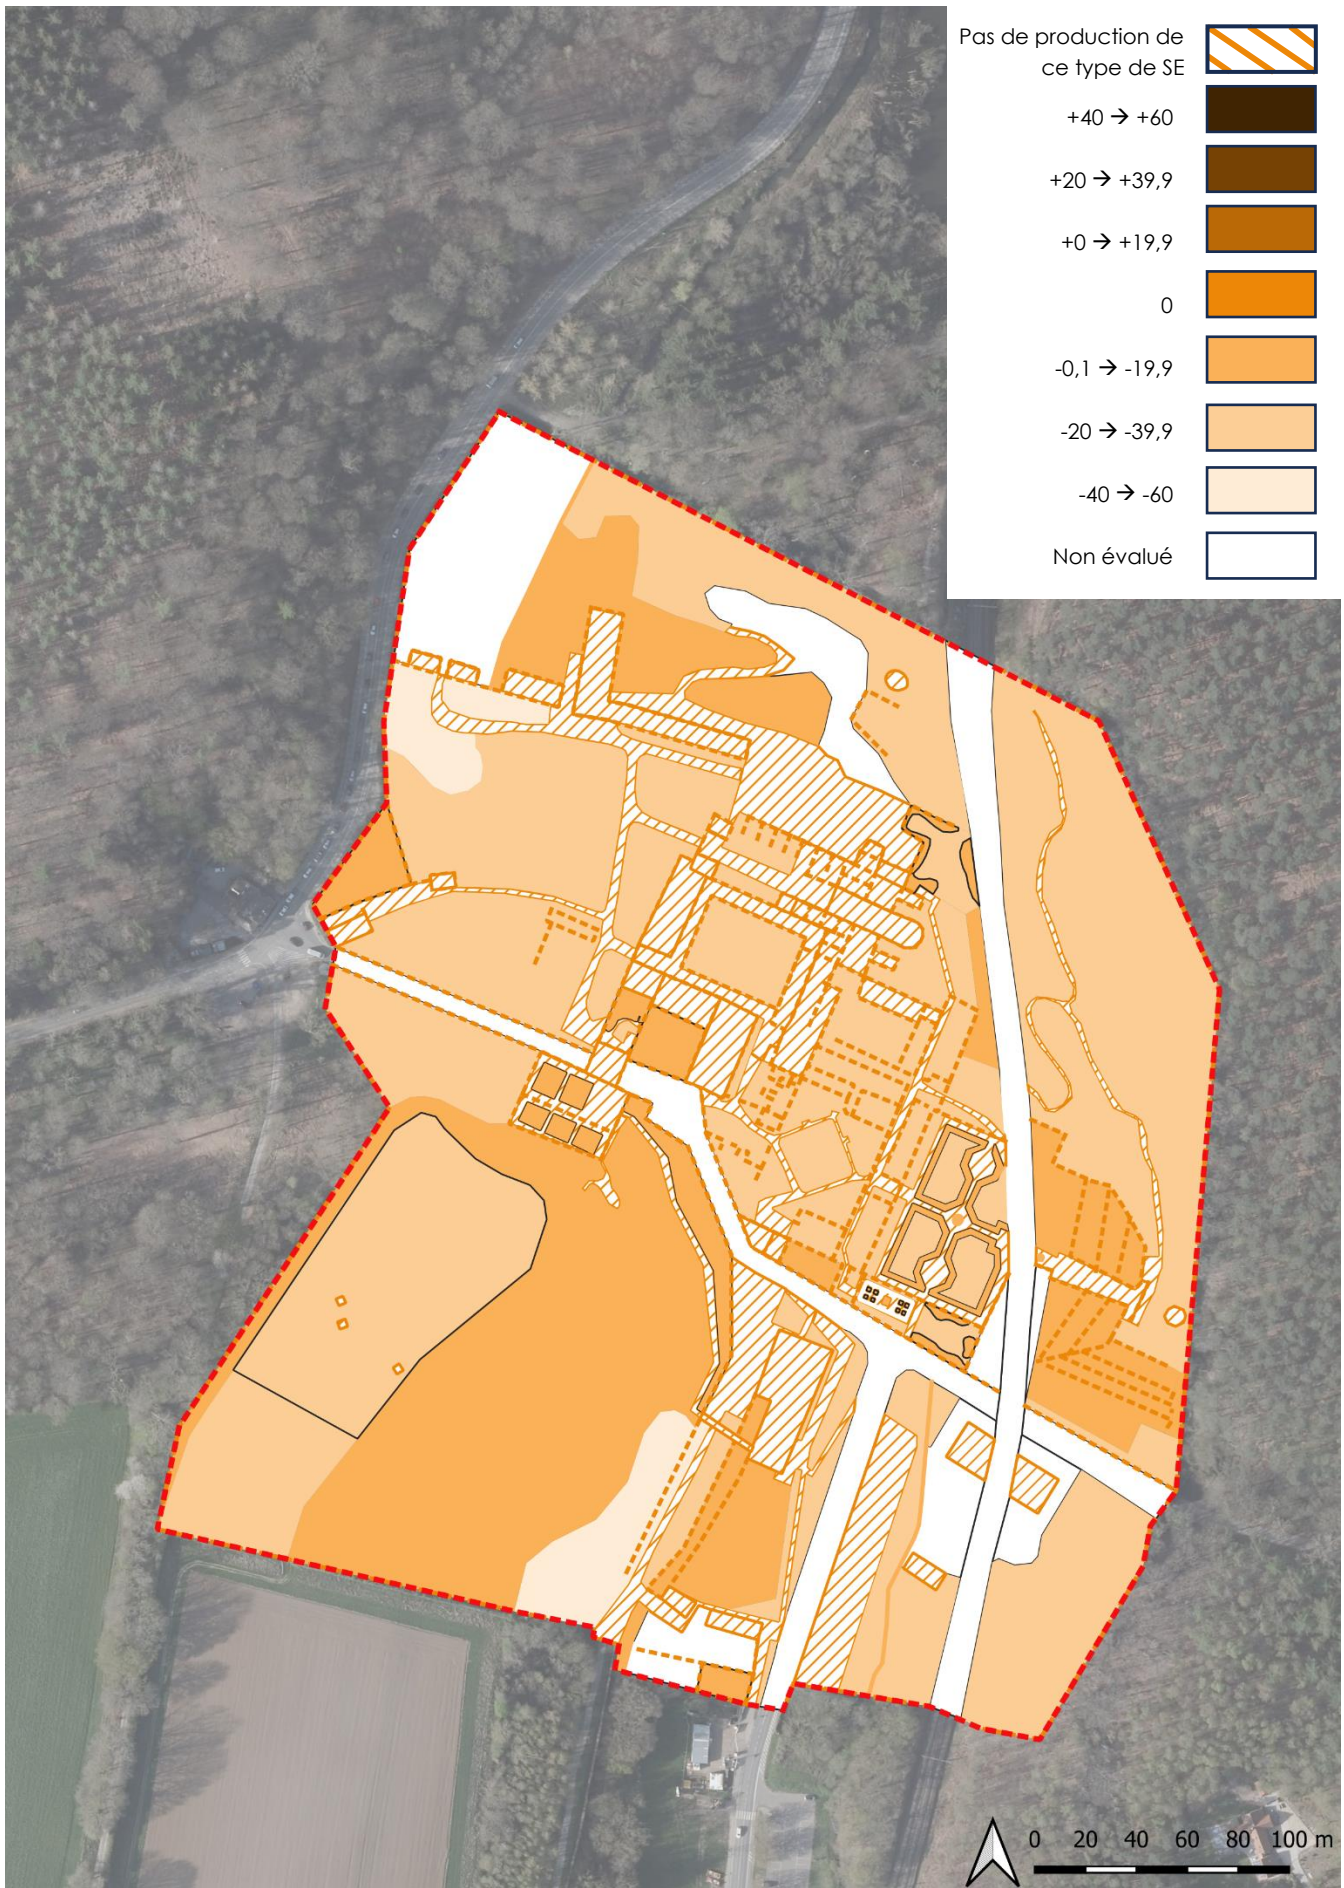 Pas de production de
ce type de SE
+40 → +60
+20 → +39,9
+0 → +19,9
0
-0,1 → -19,9
-20 → -39,9
-40 → -60
Non évalué
0 20 40 60 80 100 m